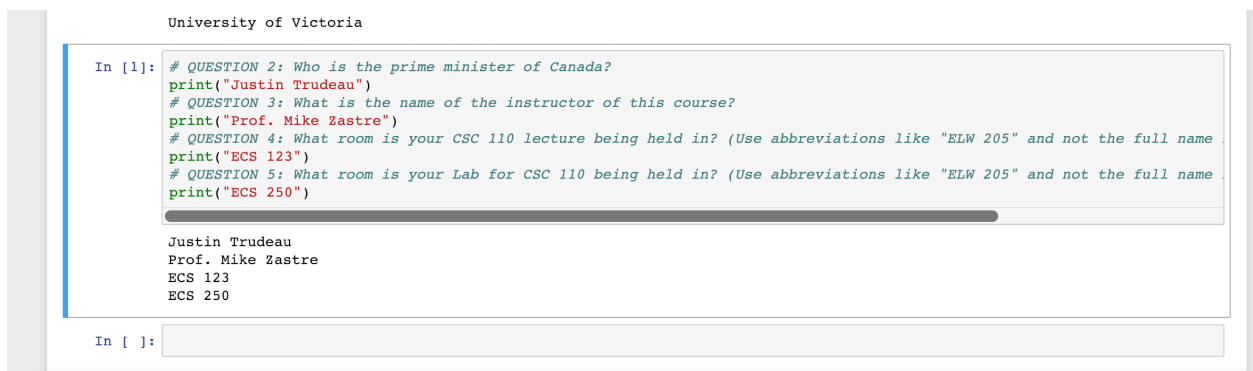 University of Victoria
In [1]: # QUESTION 2: Who is the prime minister of Canada?
print("Justin Trudeau")
# QUESTION 3: What is the name of the instructor of this course?
print("Prof. Mike Zastre")
# QUESTION 4: What room is your CSC 110 lecture being held in? (Use abbreviations like "ELW 205" and not the full name
print("ECS 123")
# QUESTION 5: What room is your Lab for CSC 110 being held in? (Use abbreviations like "ELW 205" and not the full name
print("ECS 250")
Justin Trudeau
Prof. Mike Zastre
ECS 123
ECS 250
In [ ]: